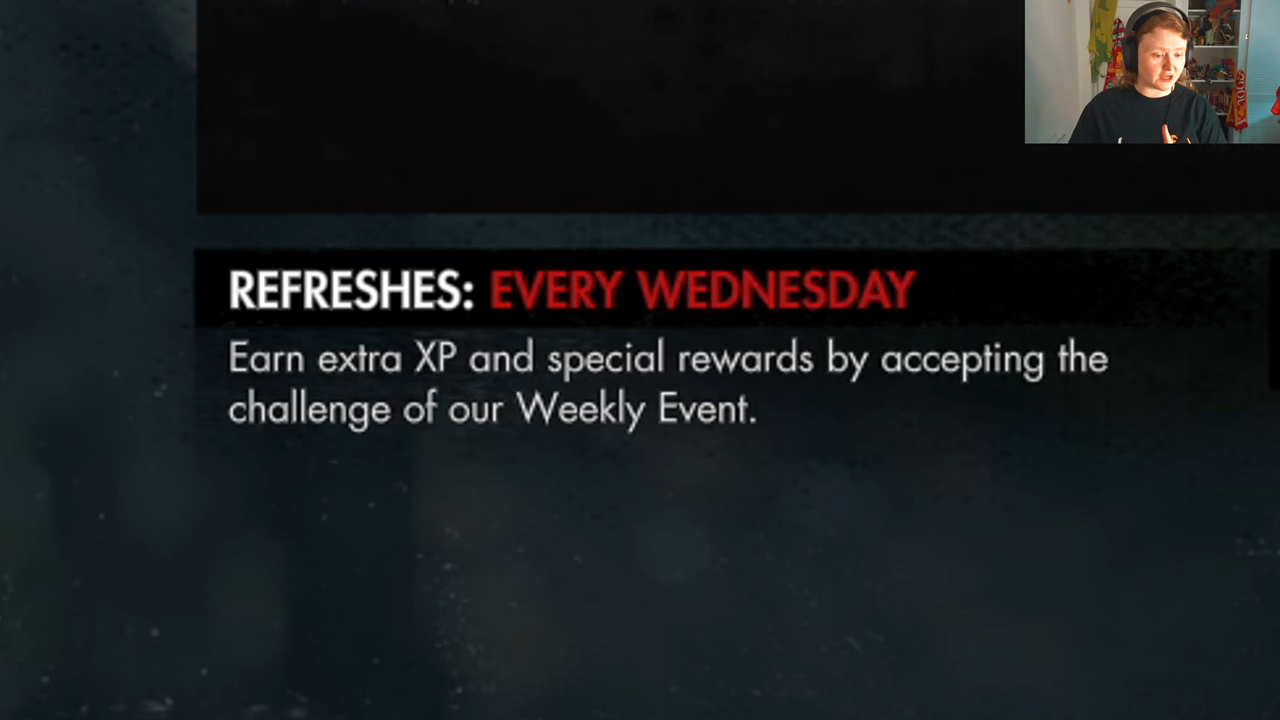 REFRESHES: EVERY WEDNESDAY
Earn extra XP and special rewards by accepting the
challenge of our Weekly Event.